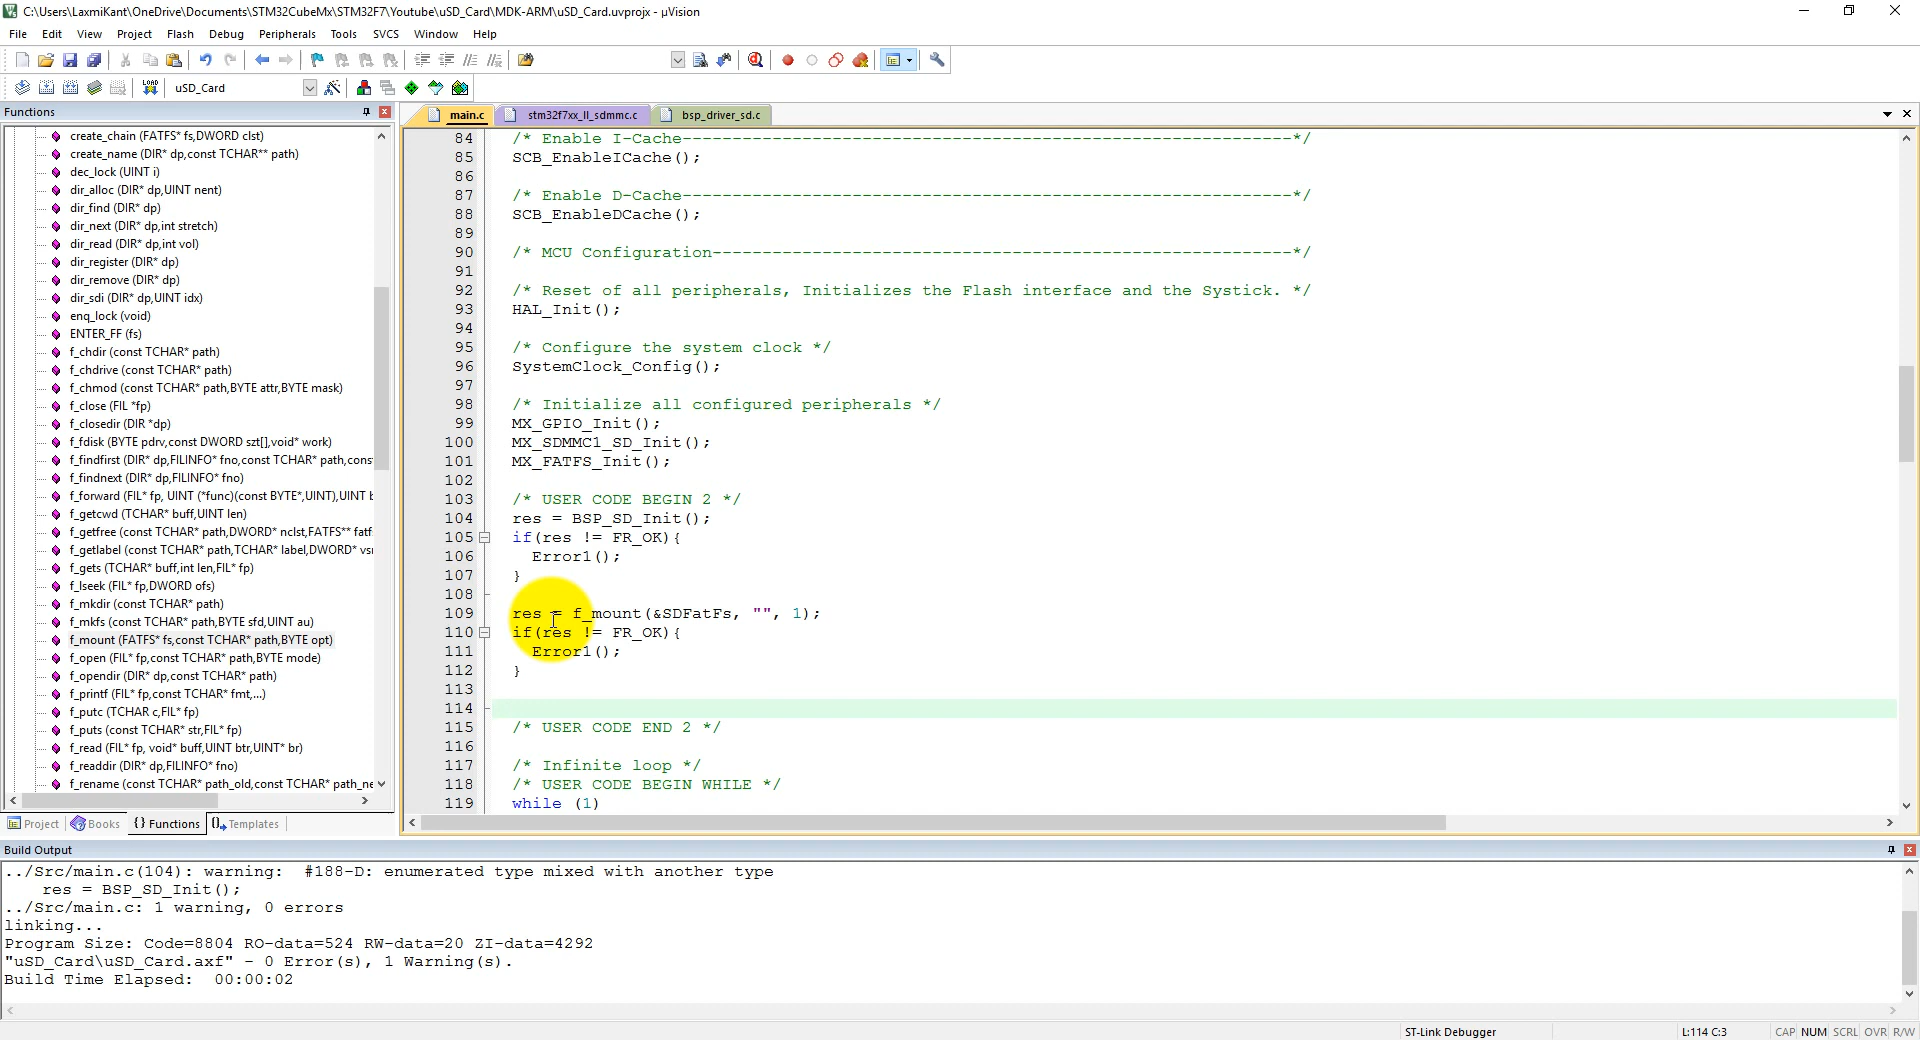 C:\Users\LaxmiKant\OneDrive\Documents\STM32CubeMx\STM32F7\Youtube\uSD_Card\MDK-ARM\uSD_Card.uvprojx - µVision
File Edit View Project Flash Debug Peripherals Tools SVCS Window Help
LOAD uSD_Card
Functions
create_chain (FATFS* fs,DWORD clst)
create_name (DIR* dp,const TCHAR** path)
dec_lock (UINT i)
dir_alloc (DIR* dp,UINT nent)
dir_find (DIR* dp)
dir_next (DIR* dp,int stretch)
dir_read (DIR* dp,int vol)
dir_register (DIR* dp)
dir_remove (DIR* dp)
dir_sdi (DIR* dp,UINT idx)
enq_lock (void)
ENTER_FF (fs)
f_chdir (const TCHAR* path)
f_chdrive (const TCHAR* path)
f_chmod (const TCHAR* path,BYTE attr,BYTE mask)
f_close (FIL *fp)
f_closedir (DIR *dp)
f_fdisk (BYTE pdrv,const DWORD szt[],void* work)
f_findfirst (DIR* dp,FILINFO* fno,const TCHAR* path,cons
f_findnext (DIR* dp,FILINFO* fno)
f_forward (FIL* fp, UINT (*func)(const BYTE*,UINT),UINT b
f_getcwd (TCHAR* buff,UINT len)
f_getfree (const TCHAR* path,DWORD* nclst,FATFS** fatf
f_getlabel (const TCHAR* path,TCHAR* label,DWORD* vsn
f_gets (TCHAR* buff,int len,FIL* fp)
f_lseek (FIL* fp,DWORD ofs)
f_mkdir (const TCHAR* path)
f_mkfs (const TCHAR* path,BYTE sfd,UINT au)
f_mount (FATFS* fs,const TCHAR* path,BYTE opt)
f_open (FIL* fp,const TCHAR* path,BYTE mode)
f_opendir (DIR* dp,const TCHAR* path)
f_printf (FIL* fp,const TCHAR* fmt,...)
f_putc (TCHAR c,FIL* fp)
f_puts (const TCHAR* str,FIL* fp)
f_read (FIL* fp, void* buff,UINT btr,UINT* br)
f_readdir (DIR* dp,FILINFO* fno)
f_rename (const TCHAR* path_old,const TCHAR* path_ne
Project Books {} Functions Templates
main.c stm32f7xx_ll_sdmmc.c bsp_driver_sd.c
84 /* Enable I-Cache---------------------------------------------------------*/
85 SCB_EnableICache();
86
87 /* Enable D-Cache---------------------------------------------------------*/
88 SCB_EnableDCache();
89
90 /* MCU Configuration----------------------------------------------------------*/
91
92 /* Reset of all peripherals, Initializes the Flash interface and the Systick. */
93 HAL_Init();
94
95 /* Configure the system clock */
96 SystemClock_Config();
97
98 /* Initialize all configured peripherals */
99 MX_GPIO_Init();
100 MX_SDMMC1_SD_Init();
101 MX_FATFS_Init();
102
103 /* USER CODE BEGIN 2 */
104 res = BSP_SD_Init();
105 if(res != FR_OK){
106 Error1();
107 }
108
109 res = f_mount(&SDFatFs, "", 1);
110 if(res != FR_OK){
111 Error1();
112 }
113
114
115 /* USER CODE END 2 */
116
117 /* Infinite loop */
118 /* USER CODE BEGIN WHILE */
119 while (1)
Build Output
../Src/main.c(104): warning: #188-D: enumerated type mixed with another type
res = BSP_SD_Init();
../Src/main.c: 1 warning, 0 errors
linking...
Program Size: Code=8804 RO-data=524 RW-data=20 ZI-data=4292
"uSD_Card\uSD_Card.axf" - 0 Error(s), 1 Warning(s).
Build Time Elapsed: 00:00:02
ST-Link Debugger L:114 C:3 CAP NUM SCRL OVR R/W